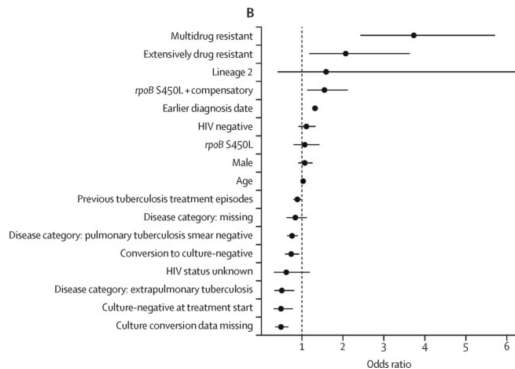 B
Multidrug resistant
Extensively drug resistant
Lineage 2
rpoB S450L + compensatory
Earlier diagnosis date
HIV negative
rpoB S450L
Male
Age
Previous tuberculosis treatment episodes
Disease category: missing
Disease category: pulmonary tuberculosis smear negative
Conversion to culture-negative
HIV status unknown
Disease category: extrapulmonary tuberculosis
Culture-negative at treatment start
Culture conversion data missing
1 2 3 4 5 6
Odds ratio